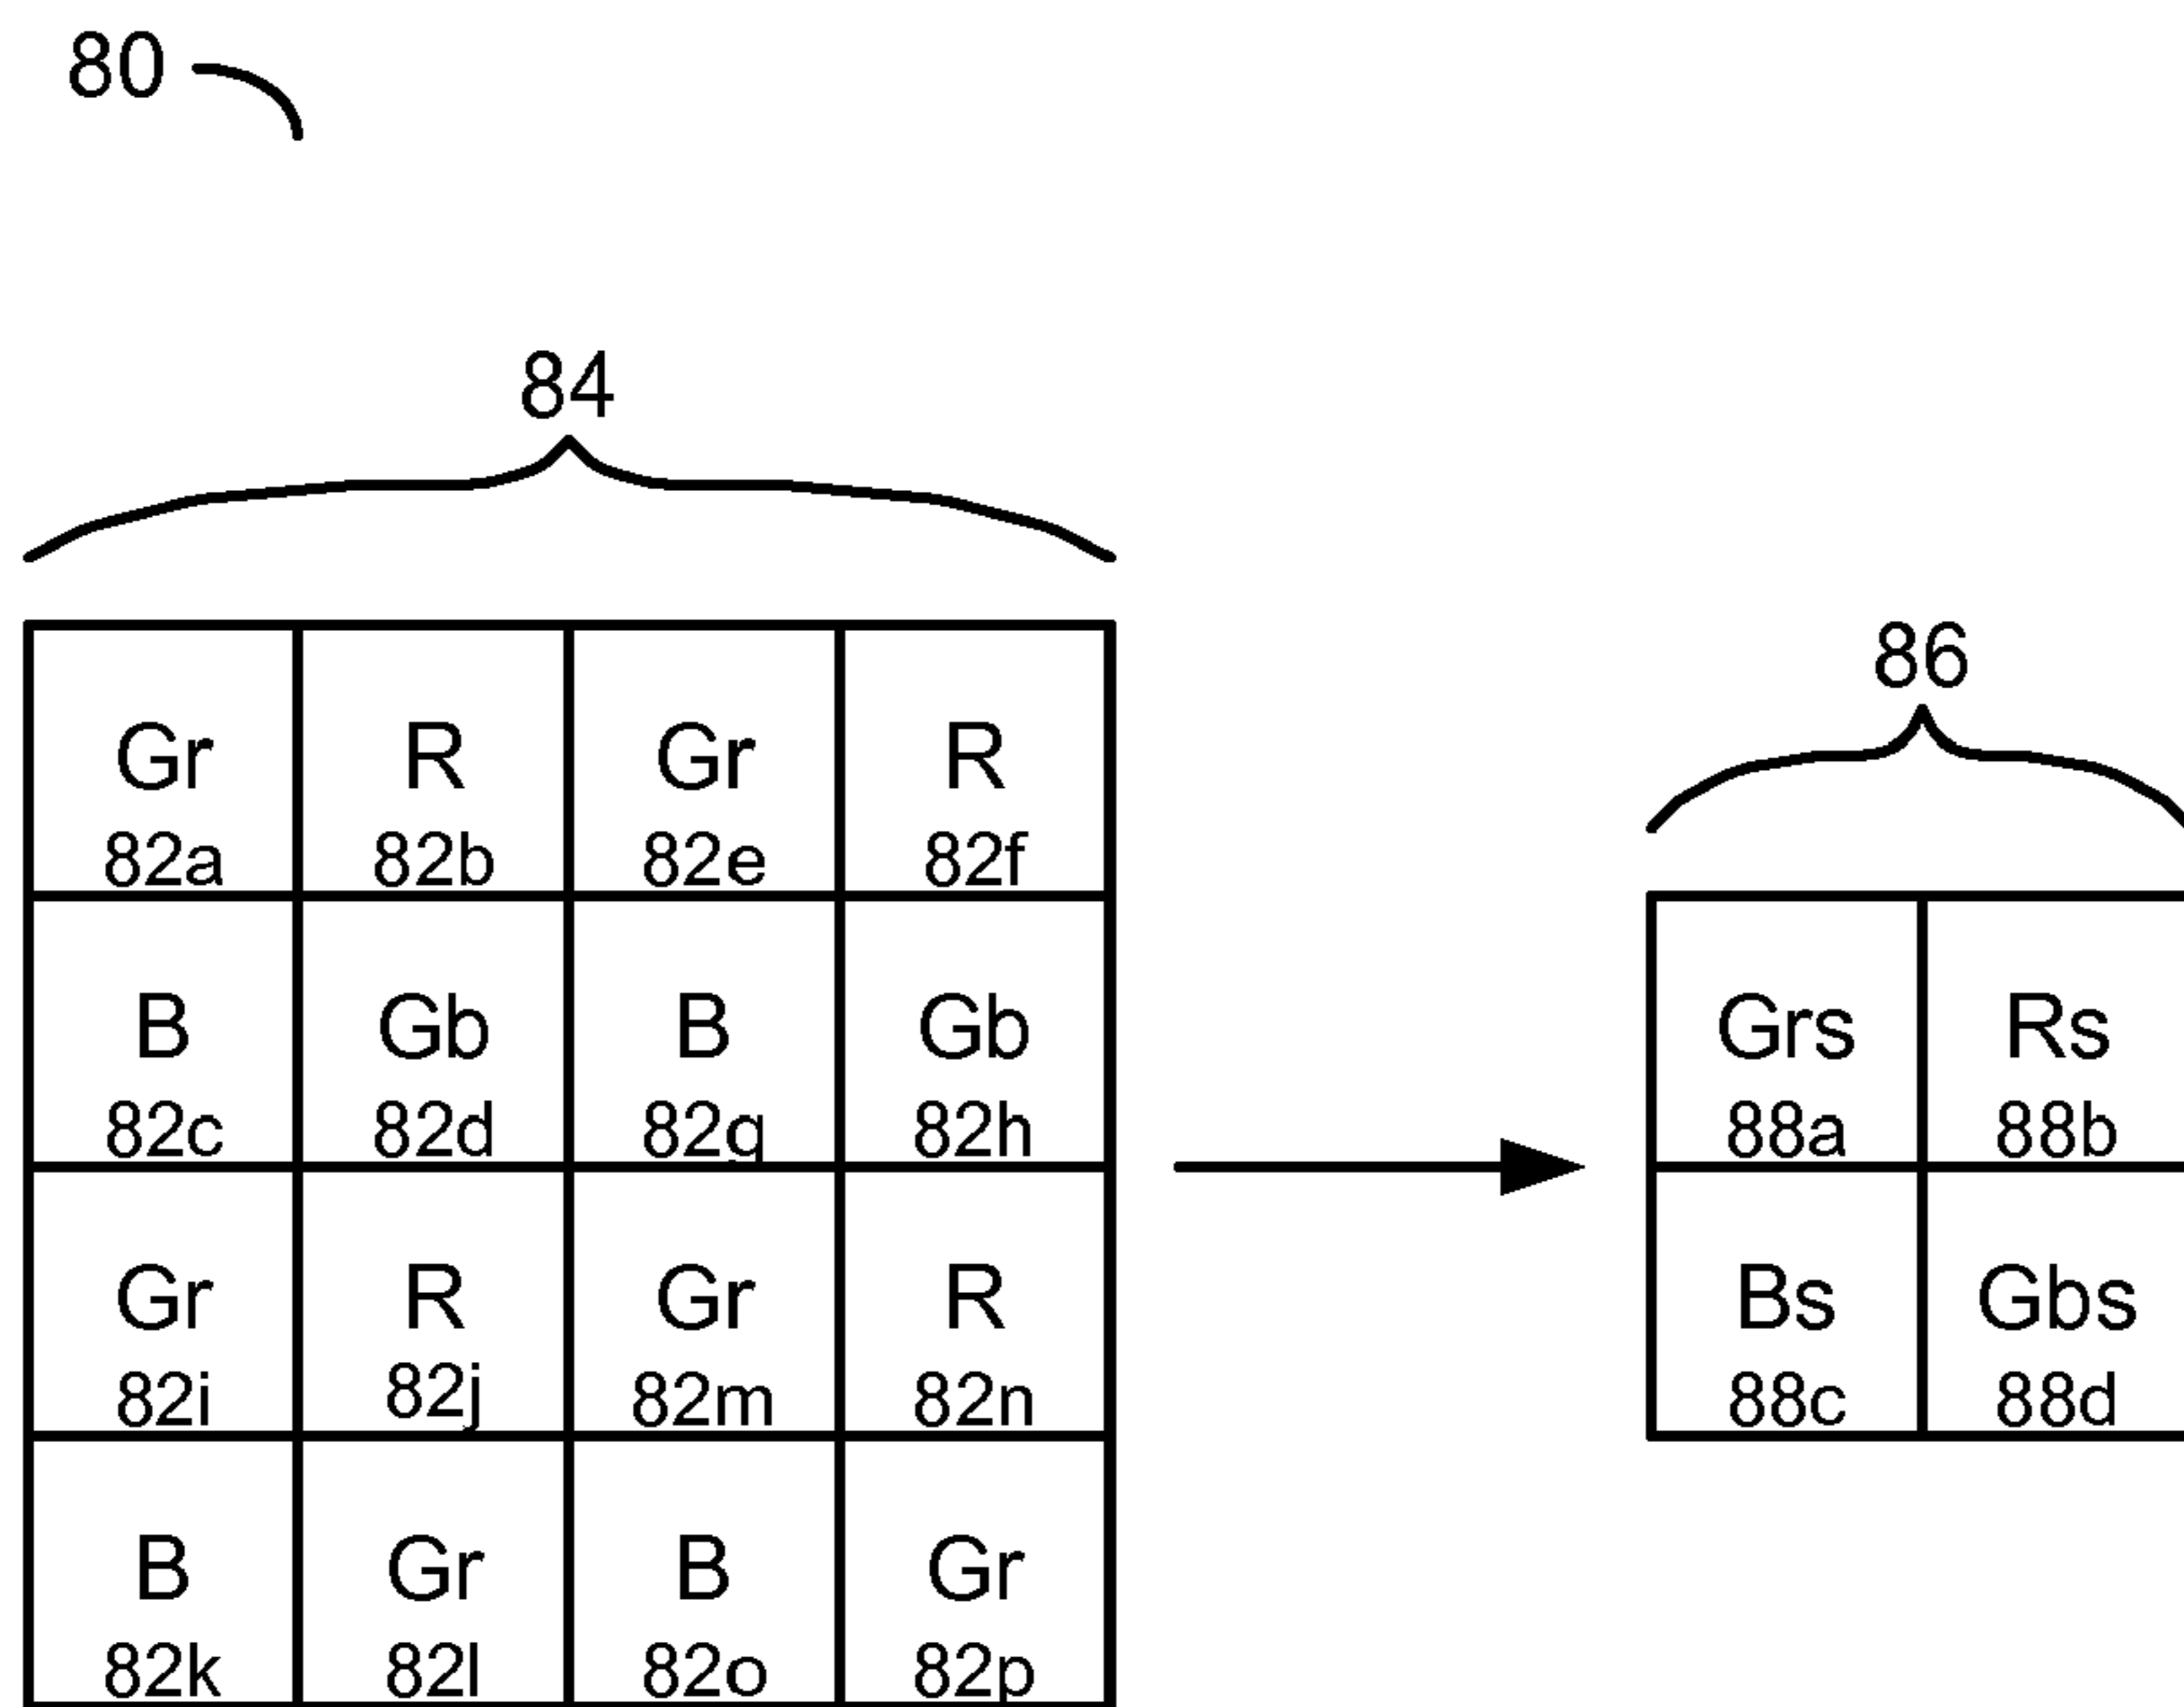 80
84
86
Gr R Gr R
82a 82b 82e 82f
B Gb B Gb
82c 82d 82g 82h
Grs Rs
88a 88b
Gr R Gr R
82i 82j 82m 82n
Bs Gbs
88c 88d
B Gr B Gr
82k 82l 82o 82p